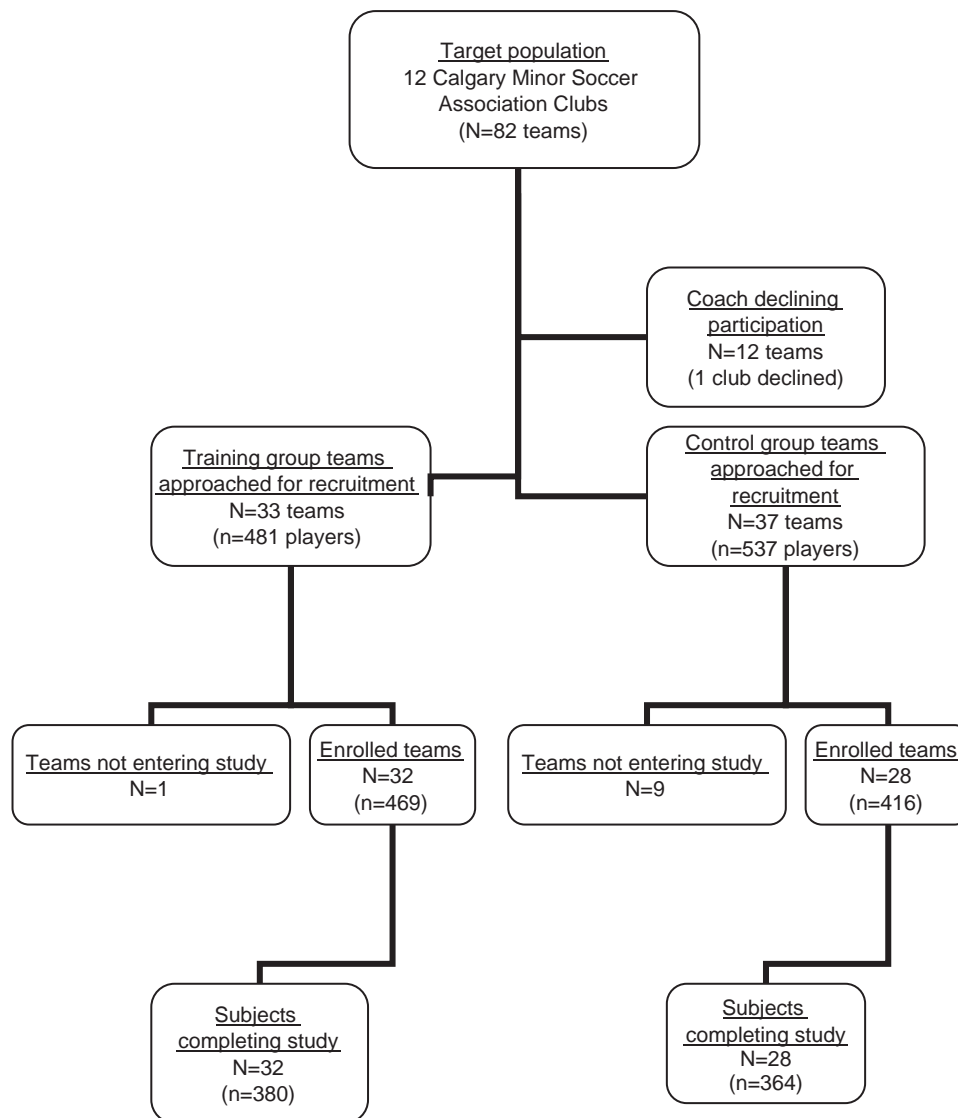 Target population
12 Calgary Minor Soccer
Association Clubs
(N=82 teams)
Coach declining
participation
N=12 teams
(1 club declined)
Training group teams
approached for recruitment
N=33 teams
(n=481 players)
Control group teams
approached for
recruitment
N=37 teams
(n=537 players)
Teams not entering study
N=1
Enrolled teams
N=32
(n=469)
Teams not entering study
N=9
Enrolled teams
N=28
(n=416)
Subjects
completing study
N=32
(n=380)
Subjects
completing study
N=28
(n=364)